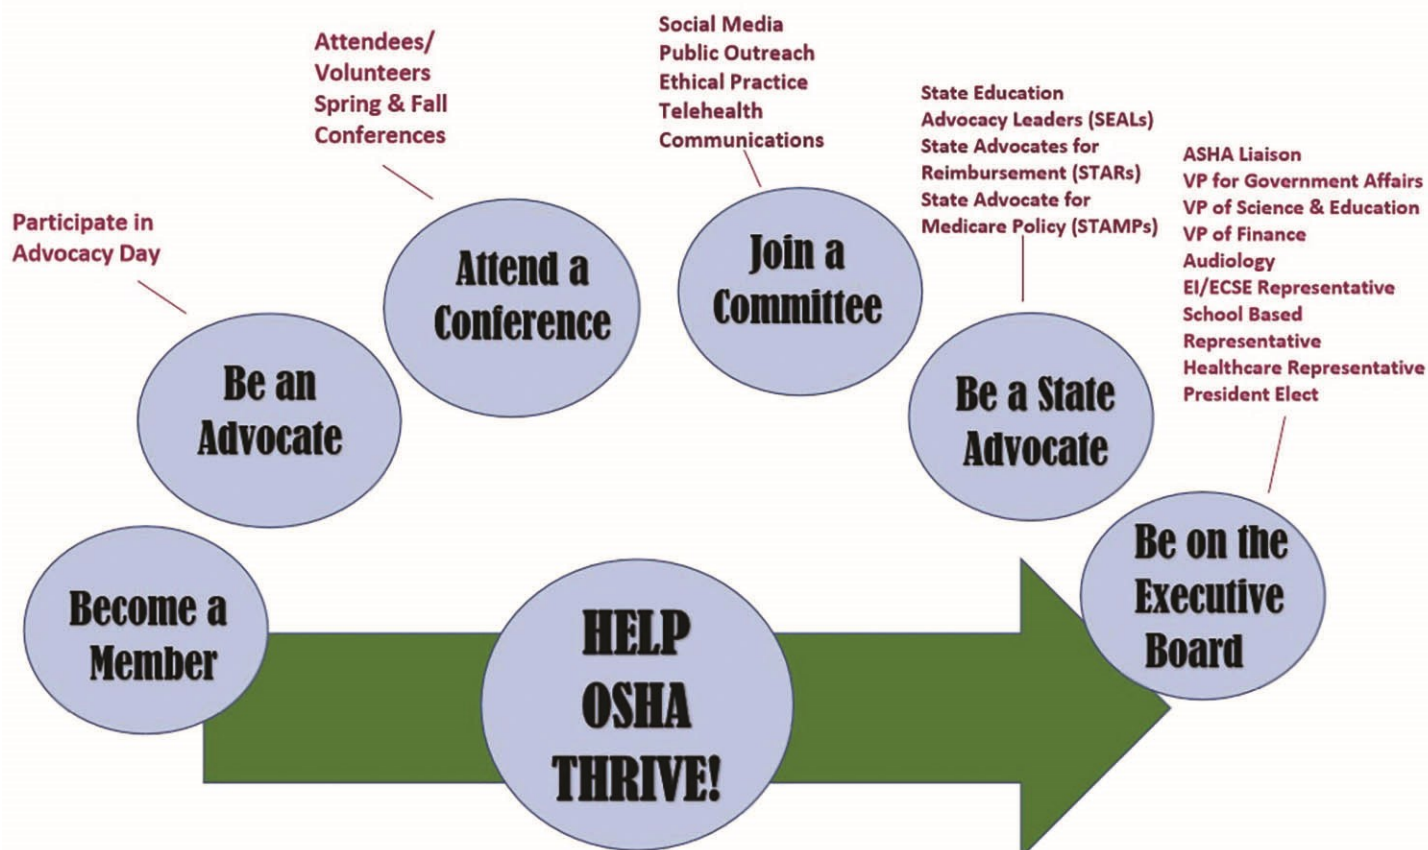 Social Media
Public Outreach
Ethical Practice
Telehealth
Communications
Attendees/
Volunteers
Spring & Fall
Conferences
State Education
Advocacy Leaders (SEALs)
State Advocates for
Reimbursement (STARs)
State Advocate for
Medicare Policy (STAMPs)
ASHA Liaison
VP for Government Affairs
VP of Science & Education
VP of Finance
Audiology
EI/ECSE Representative
School Based
Representative
Healthcare Representative
President Elect
Participate in
Advocacy Day
Attend a
Conference
Join a
Committee
Be an
Advocate
Be a State
Advocate
Become a
Member
Be on the
Executive
Board
HELP
OSHA
THRIVE!